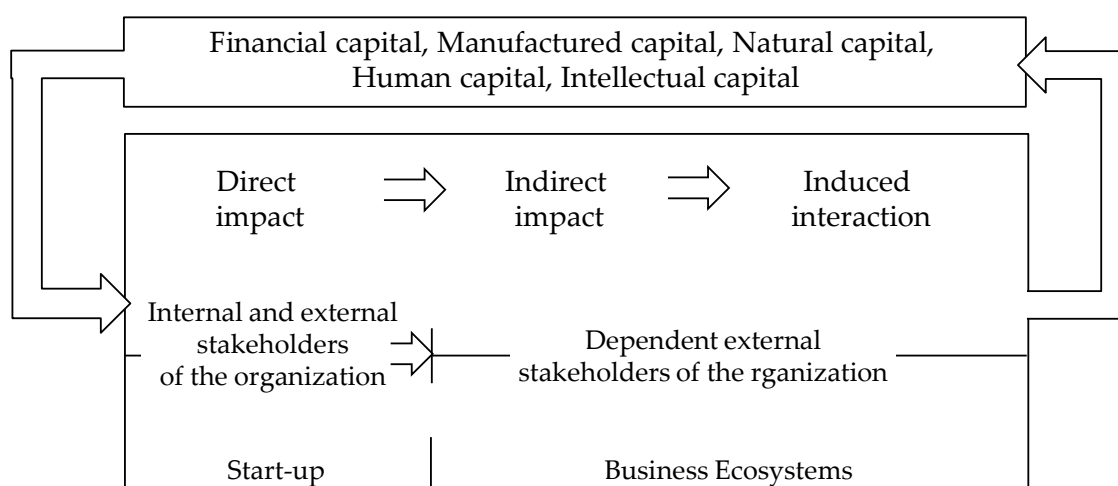 Financial capital, Manufactured capital, Natural capital,
Human capital, Intellectual capital
Direct
impact
Indirect
impact
Induced
interaction
Internal and external
stakeholders
of the organization
Dependent external
stakeholders of the rganization
Start-up
Business Ecosystems